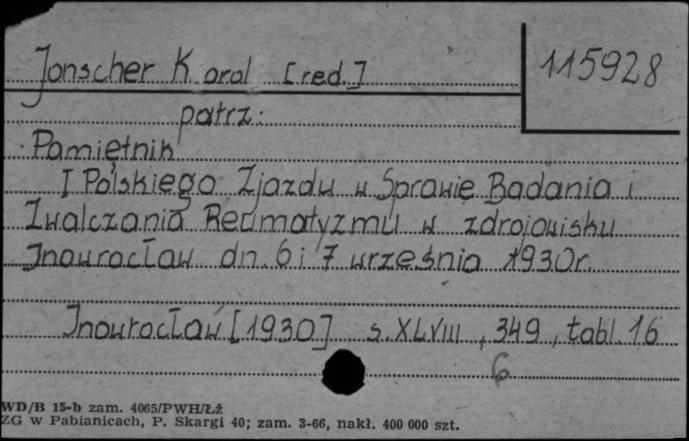 Jonscher Karol [red.]
115928
patrz:
Pamiętnik
I Polskiego Zjazdu w Sprawie Badania i
Zwalczania Reumatyzmu w zdrojowisku
Inowrocław dn. 6 i 7 września 1930r.
Inowrocław [1930] s. XLVIII, 349, tabl. 16
6
WD/B 15-b zam. 4065/PWH/Łź
ZG w Pabianicach, P. Skargi 40; zam. 3-66, nakł. 400 000 szt.